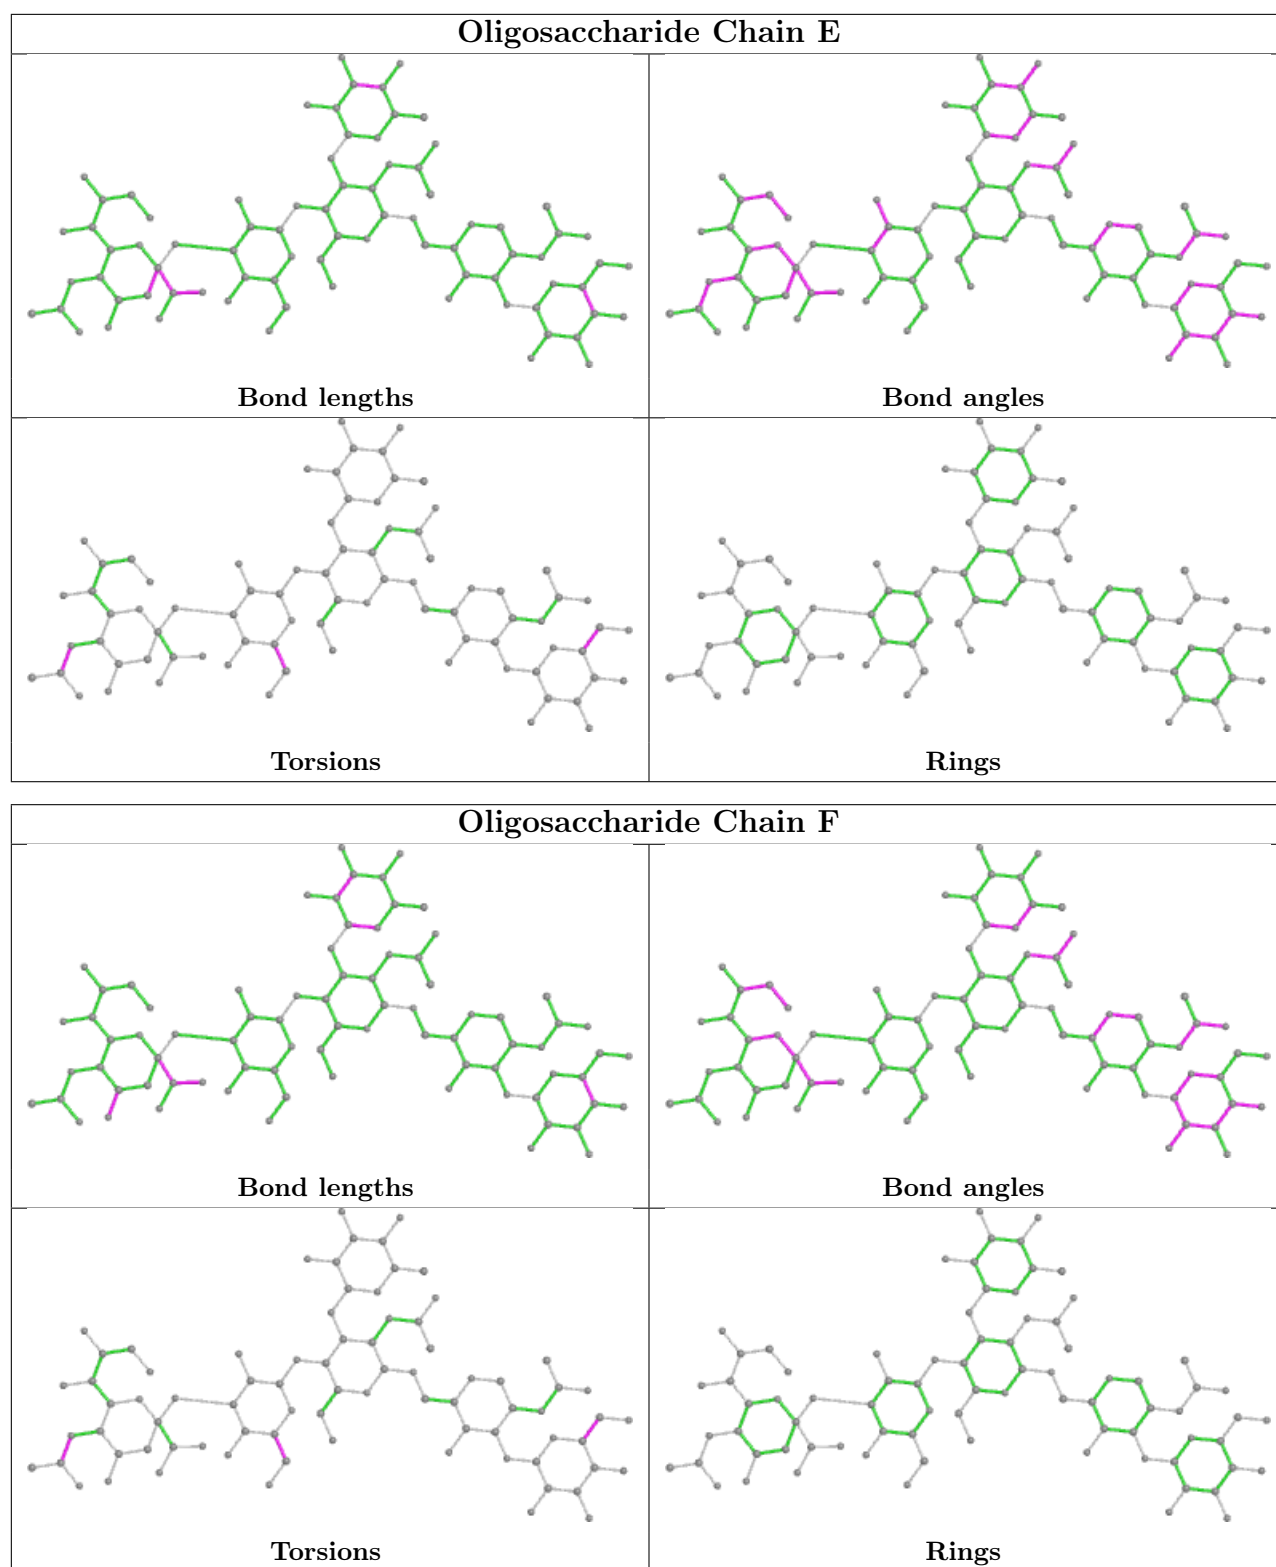 Oligosaccharide Chain E
Bond lengths
Bond angles
Torsions
Rings
Oligosaccharide Chain F
Bond lengths
Bond angles
Torsions
Rings